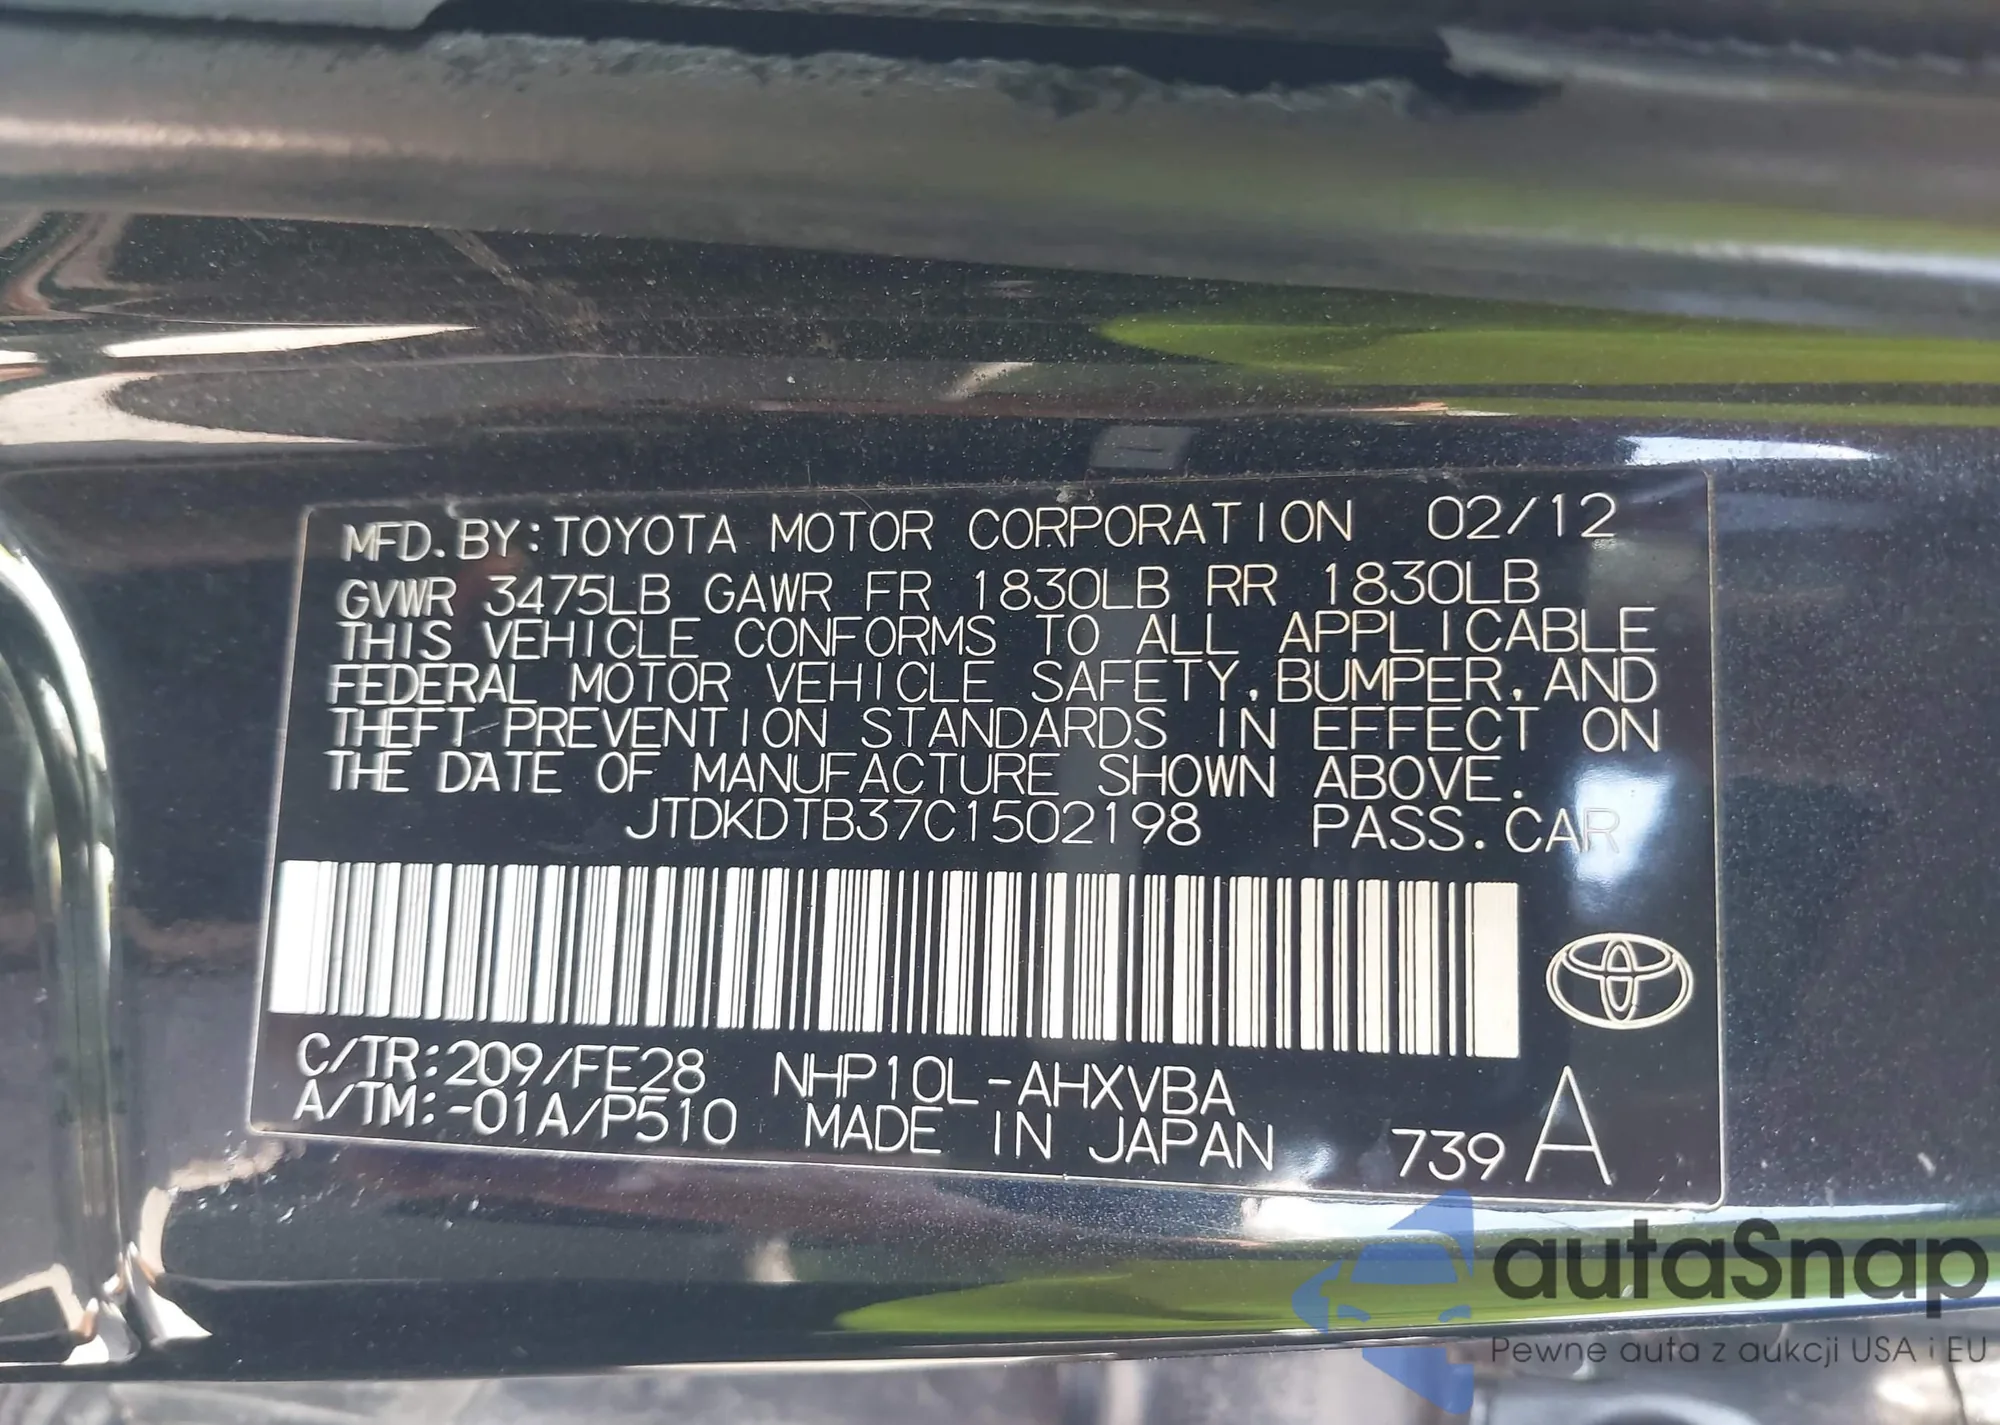 MFD.BY:TOYOTA MOTOR CORPORATION 02/12
GVWR 3475LB GAWR FR 1830LB RR 1830LB
THIS VEHICLE CONFORMS TO ALL APPLICABLE
FEDERAL MOTOR VEHICLE SAFETY,BUMPER,AND
THEFT PREVENTION STANDARDS IN EFFECT ON
THE DATE OF MANUFACTURE SHOWN ABOVE.
JTDKDTB37C1502198 PASS.CAR
C/TR:209/FE28 NHP10L-AHXVBA
A/TM:-01A/P510 MADE IN JAPAN 739 A
autaSnap
Pewne auta z aukcji USA i EU